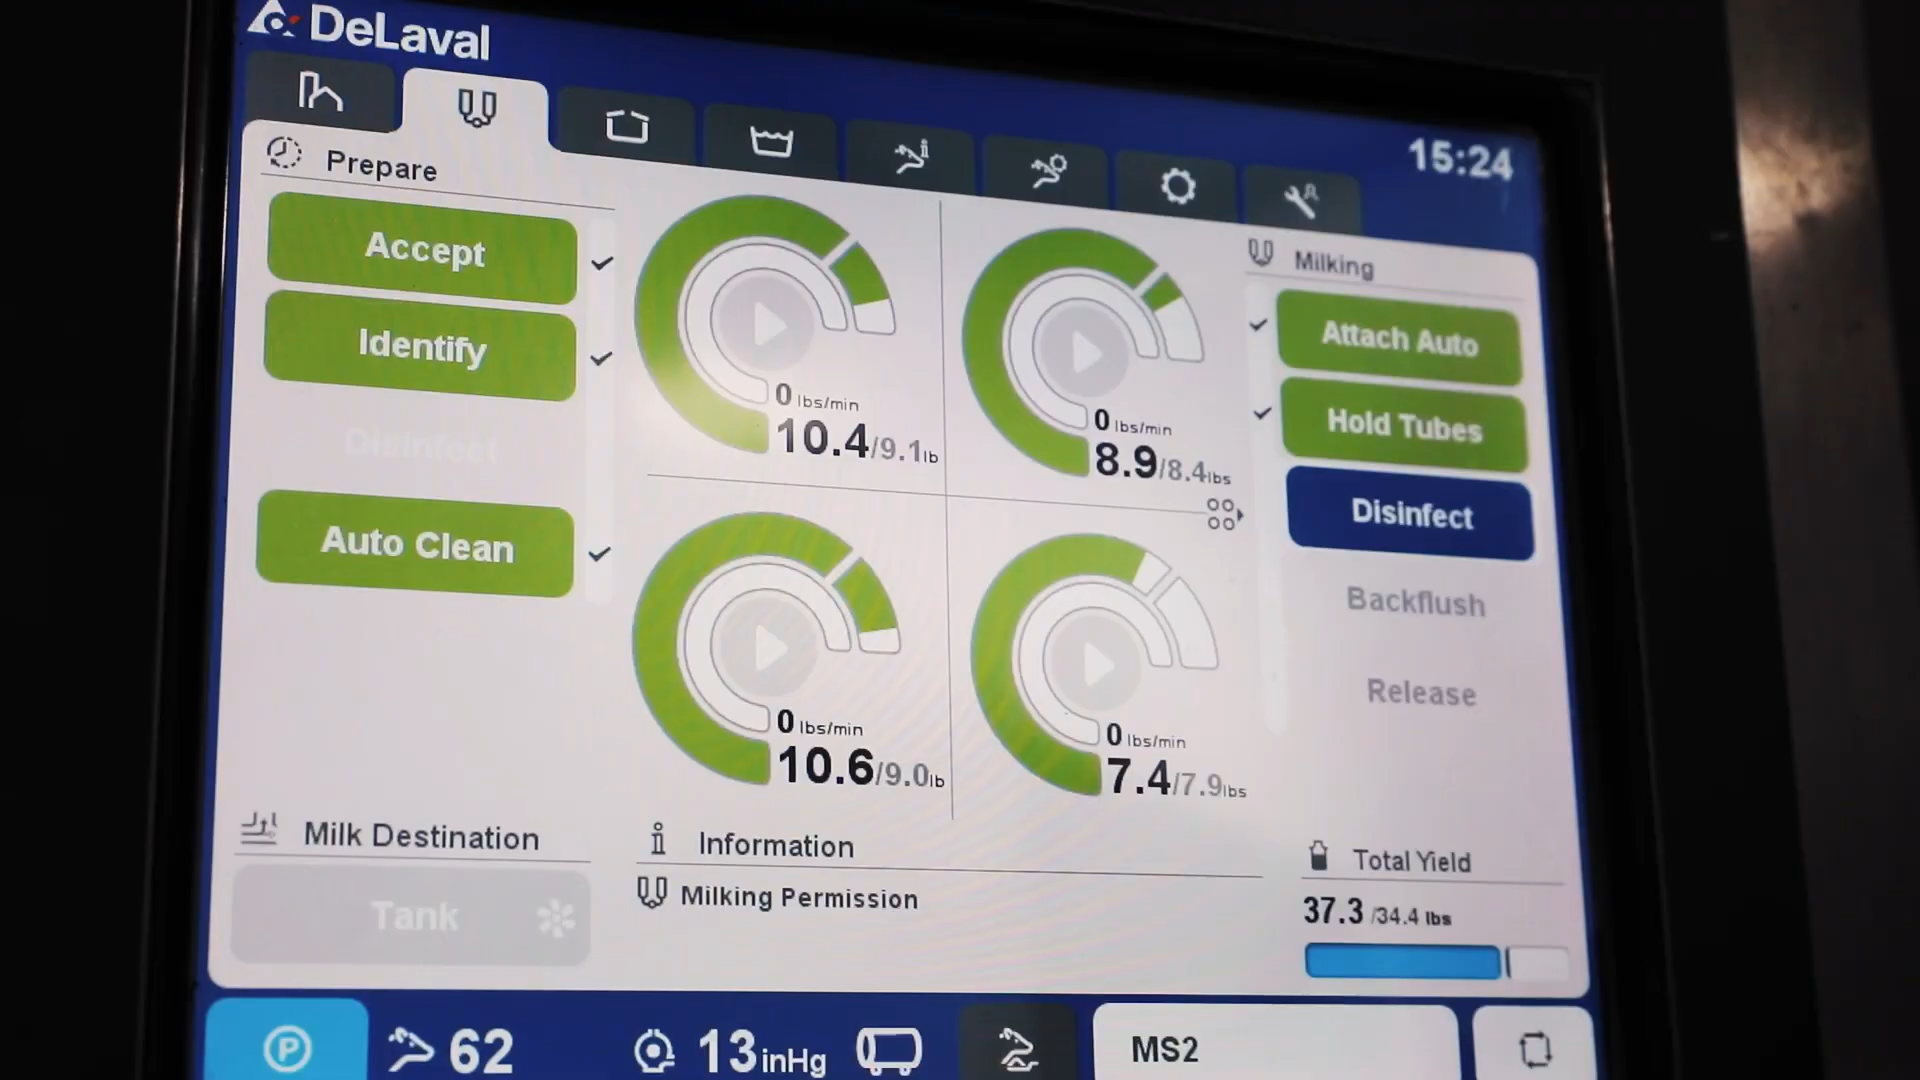 DeLaval
15:24
Prepare
Accept
Identify
Disinfect
Auto Clean
0 lbs/min
10.4/9.1lb
0 lbs/min
8.9/8.4lbs
0 lbs/min
10.6/9.0lb
0 lbs/min
7.4/7.9lbs
Milking
Attach Auto
Hold Tubes
Disinfect
Backflush
Release
Milk Destination
Tank
Information
Milking Permission
Total Yield
37.3 /34.4 lbs
P
62
13 inHg
MS2